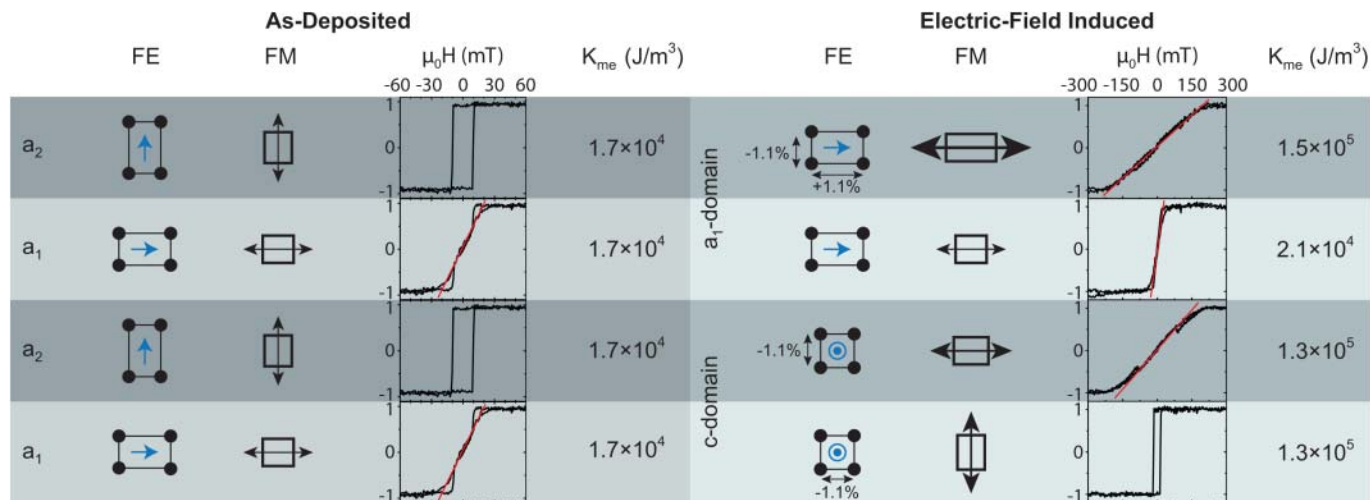 As-Deposited Electric-Field Induced
FE FM μ₀H (mT) Kme (J/m³) FE FM μ₀H (mT) Kme (J/m³)
-60 -30 0 30 60 -300 -150 0 150 300
a₂ 1 0 -1 1.7×10⁴ -1.1% +1.1% 1 0 -1 1.5×10⁵
a₁ 1 0 -1 1.7×10⁴ 1 0 -1 2.1×10⁴
a₁-domain
a₂ 1 0 -1 1.7×10⁴ -1.1% 1 0 -1 1.3×10⁵
a₁ 1 0 -1 1.7×10⁴ -1.1% 1 0 -1 1.3×10⁵
c-domain